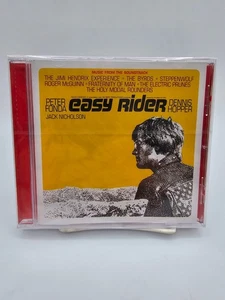 MUSIC FROM THE SOUNDTRACK
THE JIMI HENDRIX EXPERIENCE - THE BYRDS - STEPPENWOLF
ROGER McGUINN - FRATERNITY OF MAN - THE ELECTRIC PRUNES
THE HOLY MODAL ROUNDERS
PETER FONDA easy RiDER DENNIS HOPPER
JACK NICHOLSON